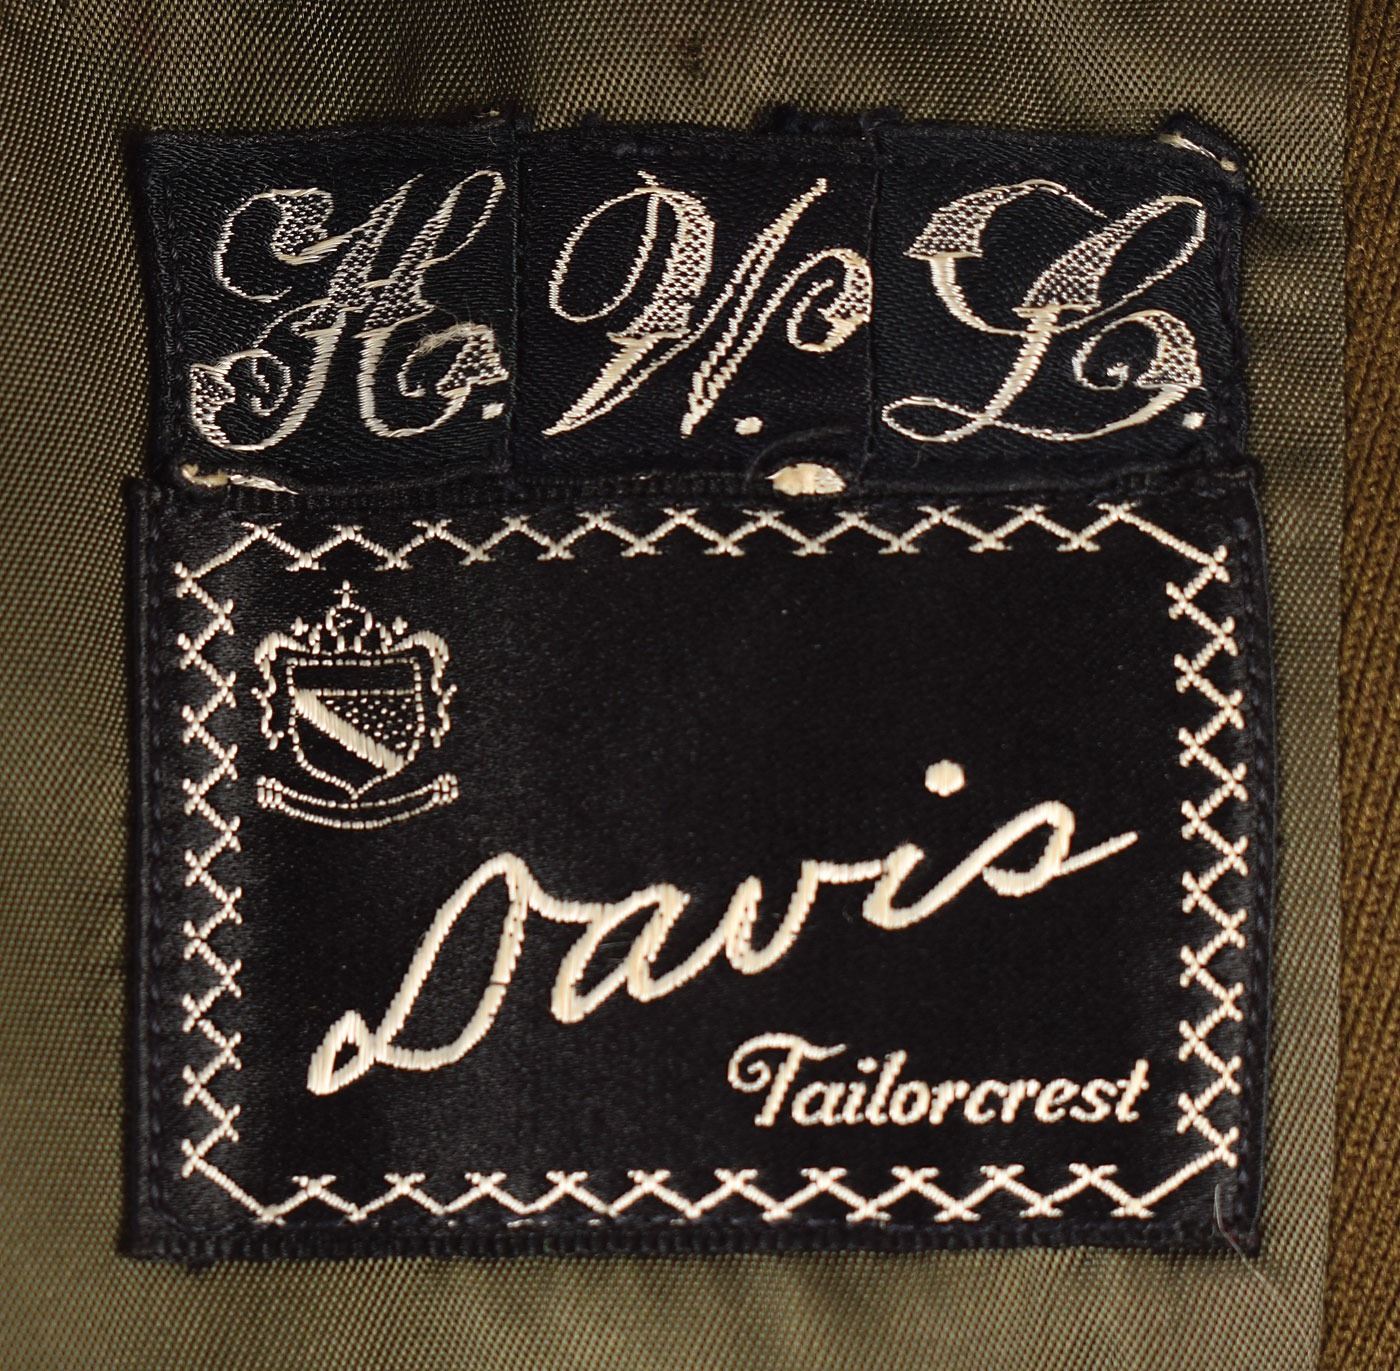 H. W. L.
Davis
Tailorcrest